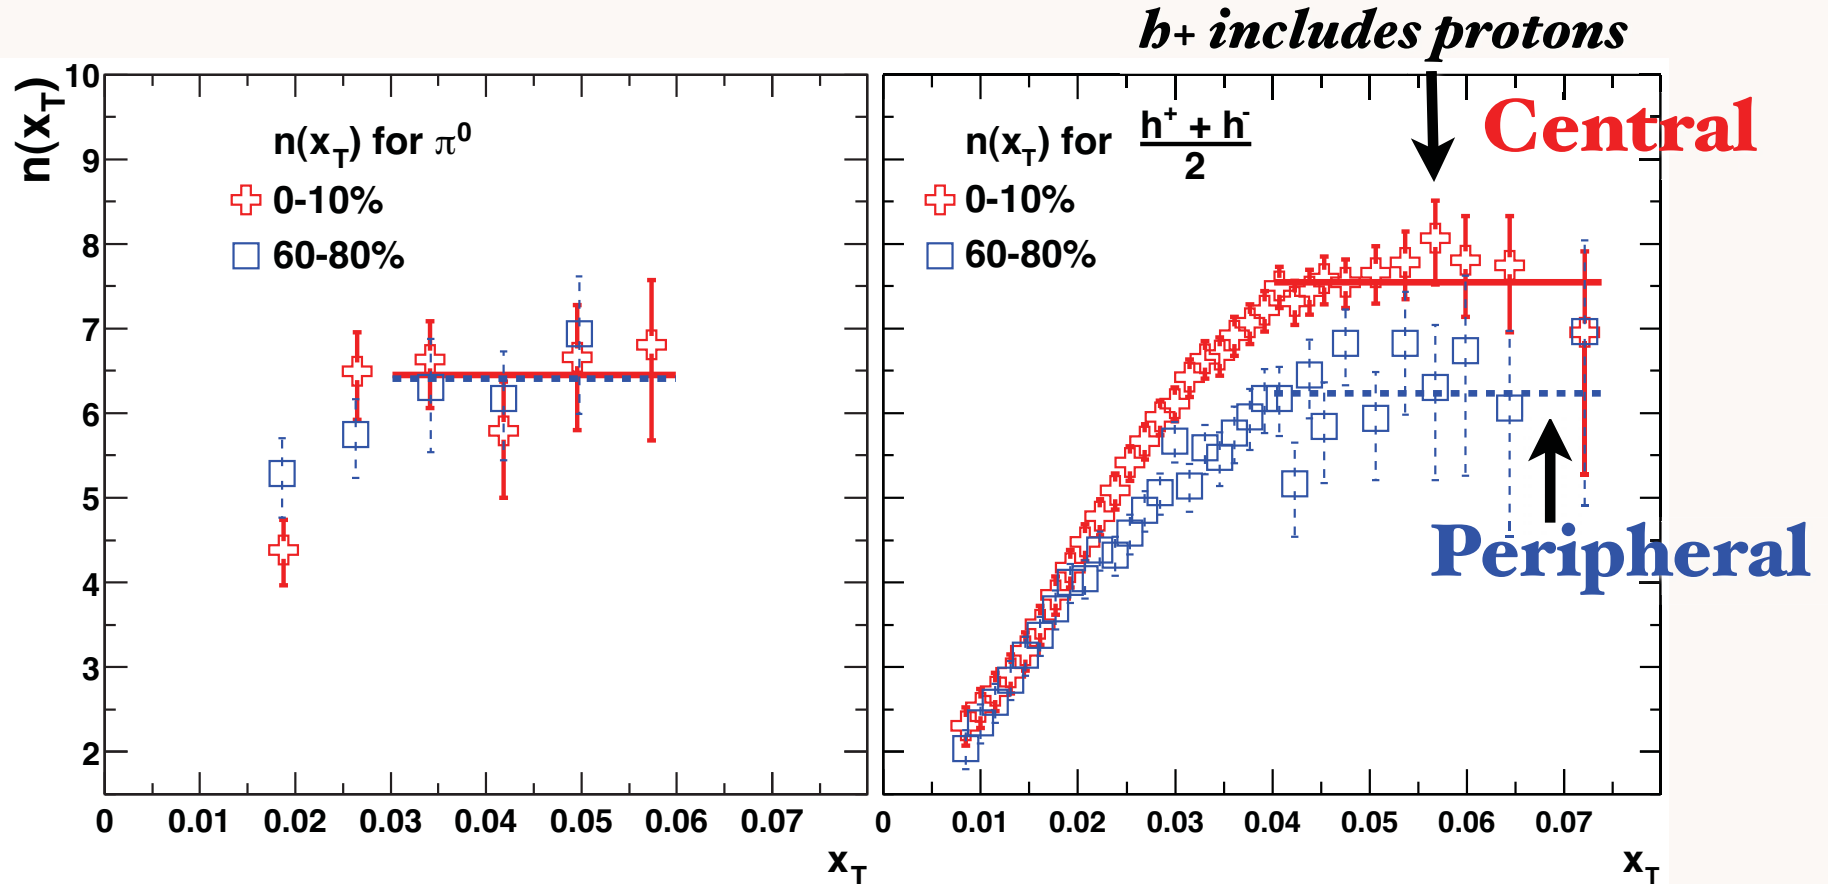 h+ includes protons
n(x_T)
n(x_T) for π⁰
0-10%
60-80%
n(x_T) for (h⁺ + h⁻)/2
0-10%
60-80%
Central
Peripheral
10
9
8
7
6
5
4
3
2
0 0.01 0.02 0.03 0.04 0.05 0.06 0.07
x_T
0 0.01 0.02 0.03 0.04 0.05 0.06 0.07
x_T